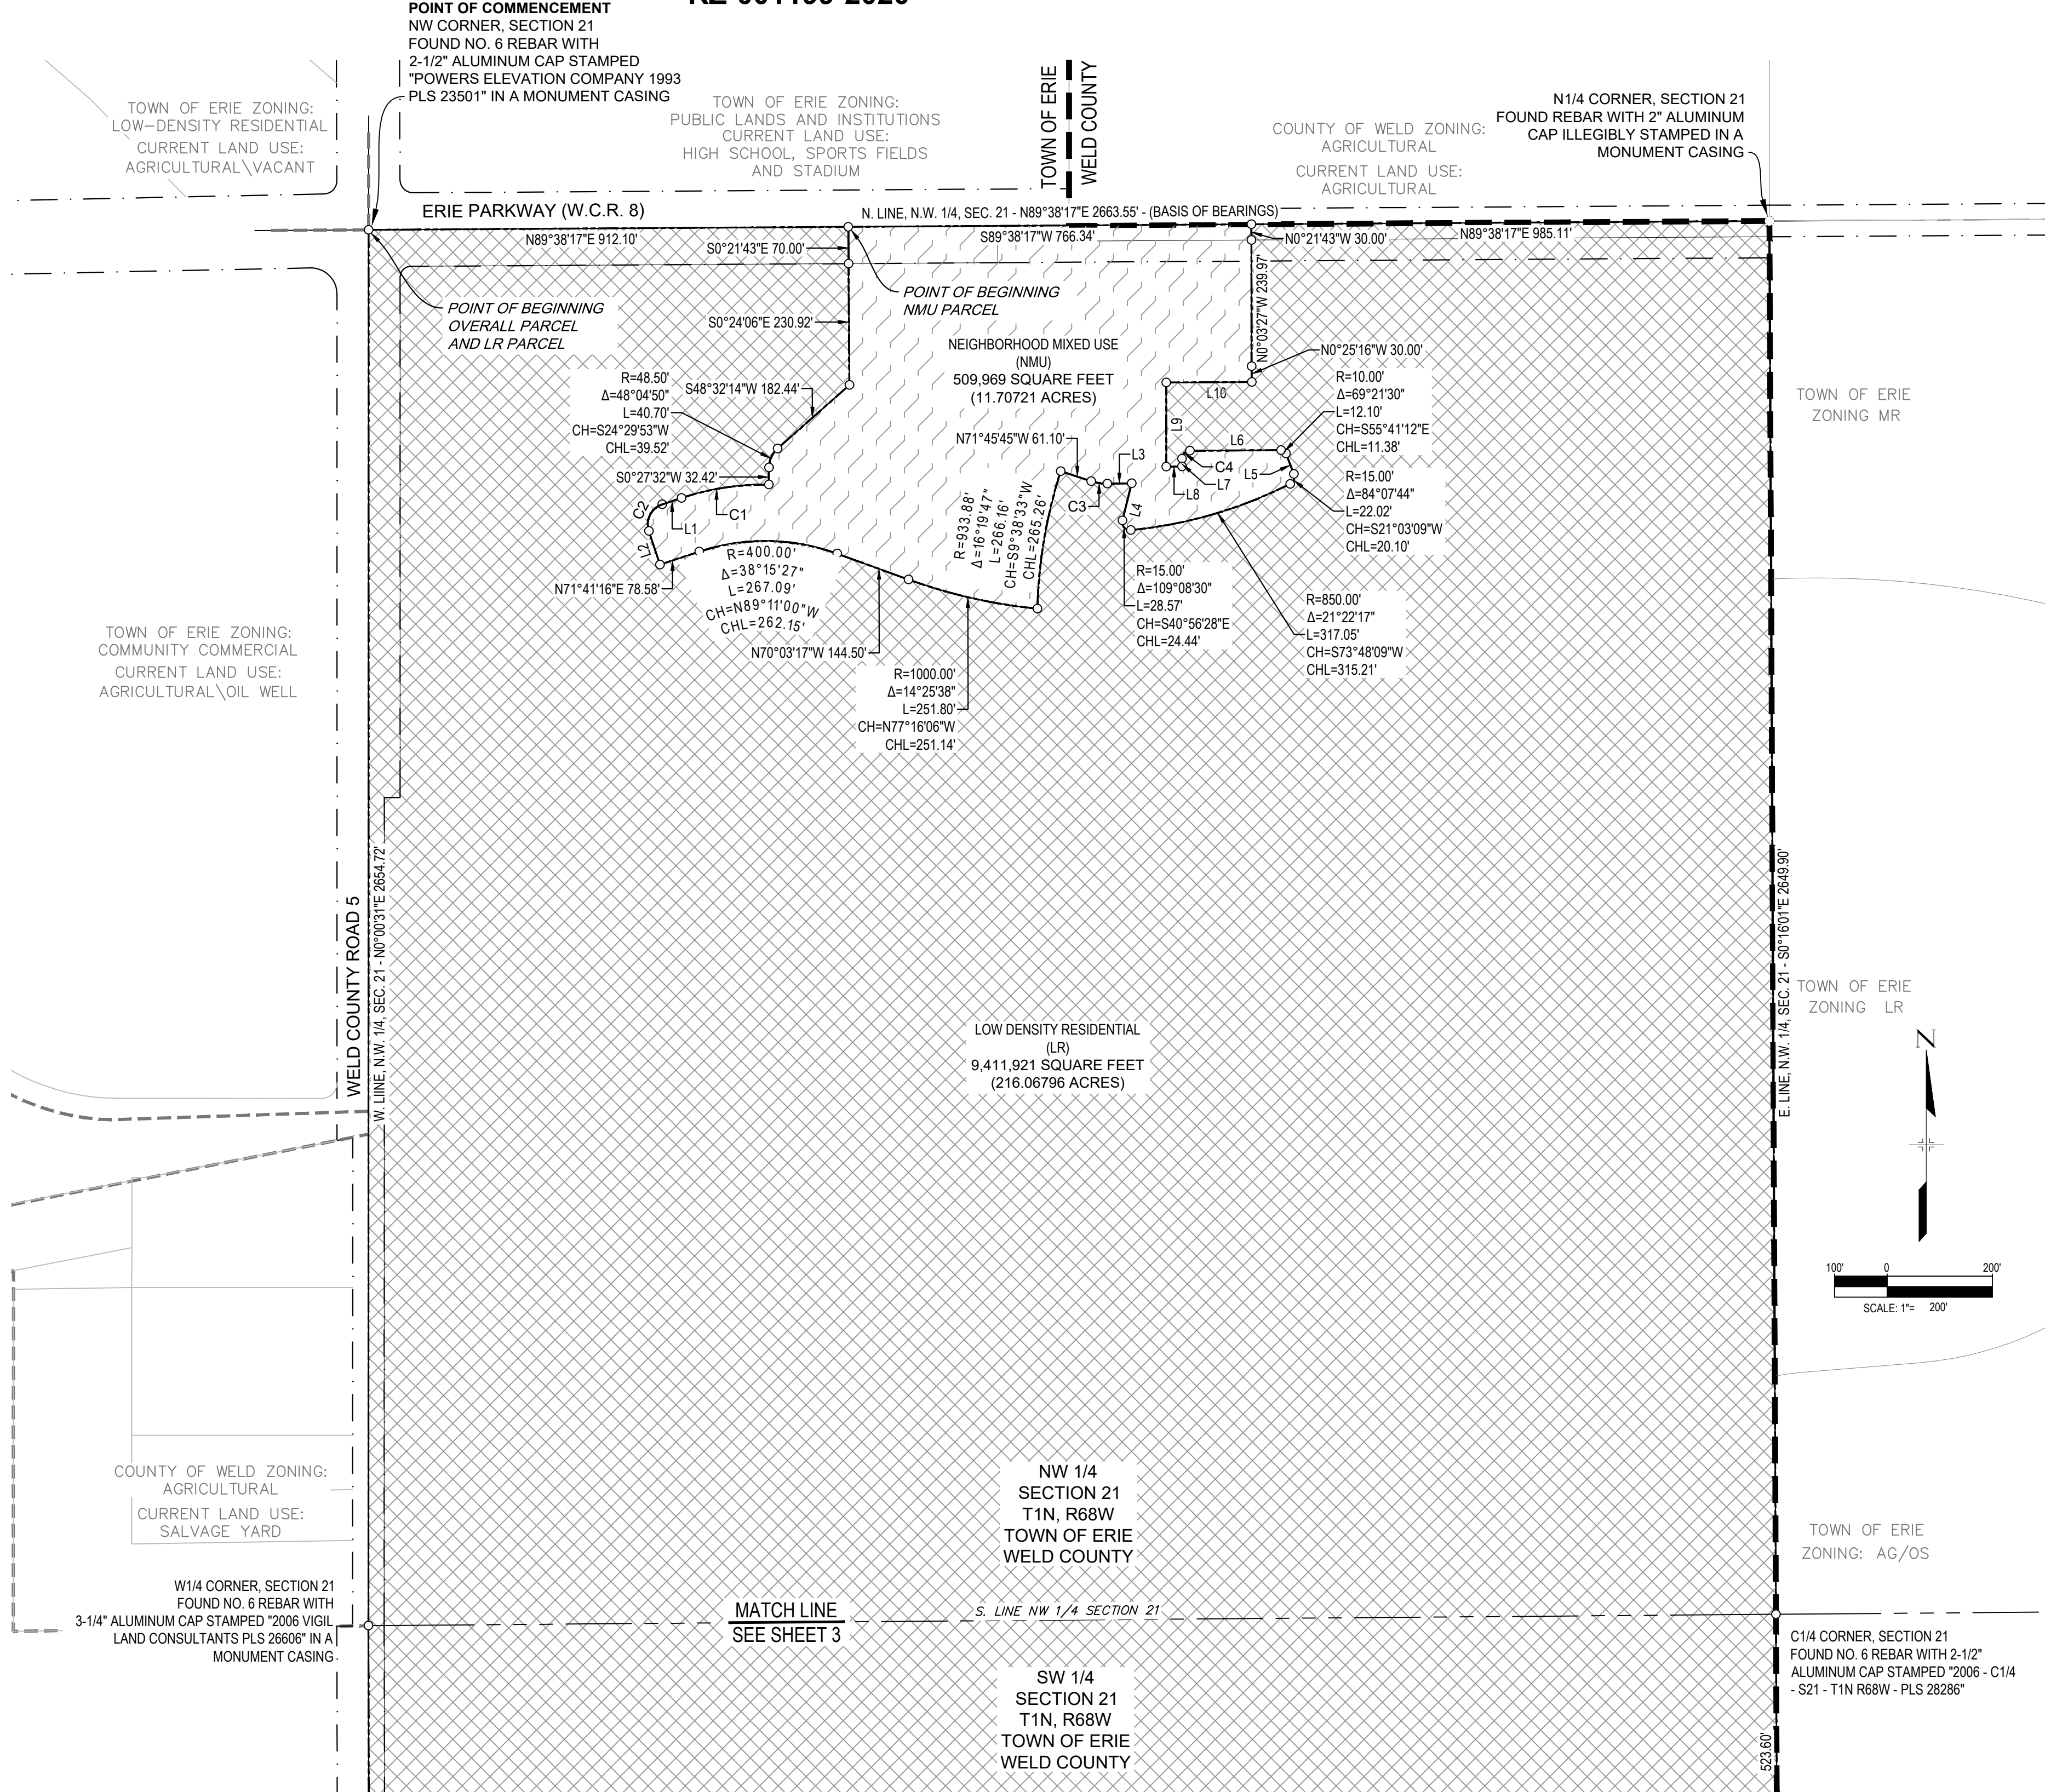 POINT OF COMMENCEMENT
NW CORNER, SECTION 21
FOUND NO. 6 REBAR WITH
2-1/2" ALUMINUM CAP STAMPED
"POWERS ELEVATION COMPANY 1993
PLS 23501" IN A MONUMENT CASING
TOWN OF ERIE ZONING:
LOW-DENSITY RESIDENTIAL
CURRENT LAND USE:
AGRICULTURAL\VACANT
TOWN OF ERIE ZONING:
PUBLIC LANDS AND INSTITUTIONS
CURRENT LAND USE:
HIGH SCHOOL, SPORTS FIELDS
AND STADIUM
TOWN OF ERIE
WELD COUNTY
COUNTY OF WELD ZONING:
AGRICULTURAL
CURRENT LAND USE:
AGRICULTURAL
N1/4 CORNER, SECTION 21
FOUND REBAR WITH 2" ALUMINUM
CAP ILLEGIBLY STAMPED IN A
MONUMENT CASING
ERIE PARKWAY (W.C.R. 8)
N. LINE, N.W. 1/4, SEC. 21 - N89°38'17"E 2663.55' - (BASIS OF BEARINGS)
N89°38'17"E 912.10'
S0°21'43"E 70.00'
S89°38'17"W 766.34'
N0°21'43"W 30.00'
N89°38'17"E 985.11'
POINT OF BEGINNING
OVERALL PARCEL
AND LR PARCEL
POINT OF BEGINNING
NMU PARCEL
S0°24'06"E 230.92'
N0°03'27"W 239.97'
NEIGHBORHOOD MIXED USE
(NMU)
509,969 SQUARE FEET
(11.70721 ACRES)
N0°25'16"W 30.00'
R=48.50'
Δ=48°04'50"
L=40.70'
CH=S24°29'53"W
CHL=39.52'
S48°32'14"W 182.44'
R=10.00'
Δ=69°21'30"
L=12.10'
CH=S55°41'12"E
CHL=11.38'
L10
L9
N71°45'45"W 61.10'
L3
L6
C4
L5
L7
L8
S0°27'32"W 32.42'
C3
L4
R=15.00'
Δ=84°07'44"
L=22.02'
CH=S21°03'09"W
CHL=20.10'
C2
L1
C1
L2
R=933.88'
Δ=16°19'47"
L=266.16'
CH=S9°38'33"W
CHL=265.26'
N71°41'16"E 78.58'
R=400.00'
Δ=38°15'27"
L=267.09'
CH=N89°11'00"W
CHL=262.15'
R=15.00'
Δ=109°08'30"
L=28.57'
CH=S40°56'28"E
CHL=24.44'
R=850.00'
Δ=21°22'17"
L=317.05'
CH=S73°48'09"W
CHL=315.21'
N70°03'17"W 144.50'
R=1000.00'
Δ=14°25'38"
L=251.80'
CH=N77°16'06"W
CHL=251.14'
TOWN OF ERIE
ZONING MR
TOWN OF ERIE ZONING:
COMMUNITY COMMERCIAL
CURRENT LAND USE:
AGRICULTURAL\OIL WELL
WELD COUNTY ROAD 5
W. LINE, N.W. 1/4, SEC. 21 - N0°00'31"E 2654.72'
E. LINE, N.W. 1/4, SEC. 21 - S0°16'01"E 2649.90'
TOWN OF ERIE
ZONING LR
LOW DENSITY RESIDENTIAL
(LR)
9,411,921 SQUARE FEET
(216.06796 ACRES)
N
100' 0 200'
SCALE: 1"= 200'
COUNTY OF WELD ZONING:
AGRICULTURAL
CURRENT LAND USE:
SALVAGE YARD
NW 1/4
SECTION 21
T1N, R68W
TOWN OF ERIE
WELD COUNTY
TOWN OF ERIE
ZONING: AG/OS
W1/4 CORNER, SECTION 21
FOUND NO. 6 REBAR WITH
3-1/4" ALUMINUM CAP STAMPED "2006 VIGIL
LAND CONSULTANTS PLS 26606" IN A
MONUMENT CASING
MATCH LINE
SEE SHEET 3
S. LINE NW 1/4 SECTION 21
C1/4 CORNER, SECTION 21
FOUND NO. 6 REBAR WITH 2-1/2"
ALUMINUM CAP STAMPED "2006 - C1/4
- S21 - T1N R68W - PLS 28286"
SW 1/4
SECTION 21
T1N, R68W
TOWN OF ERIE
WELD COUNTY
523.60'